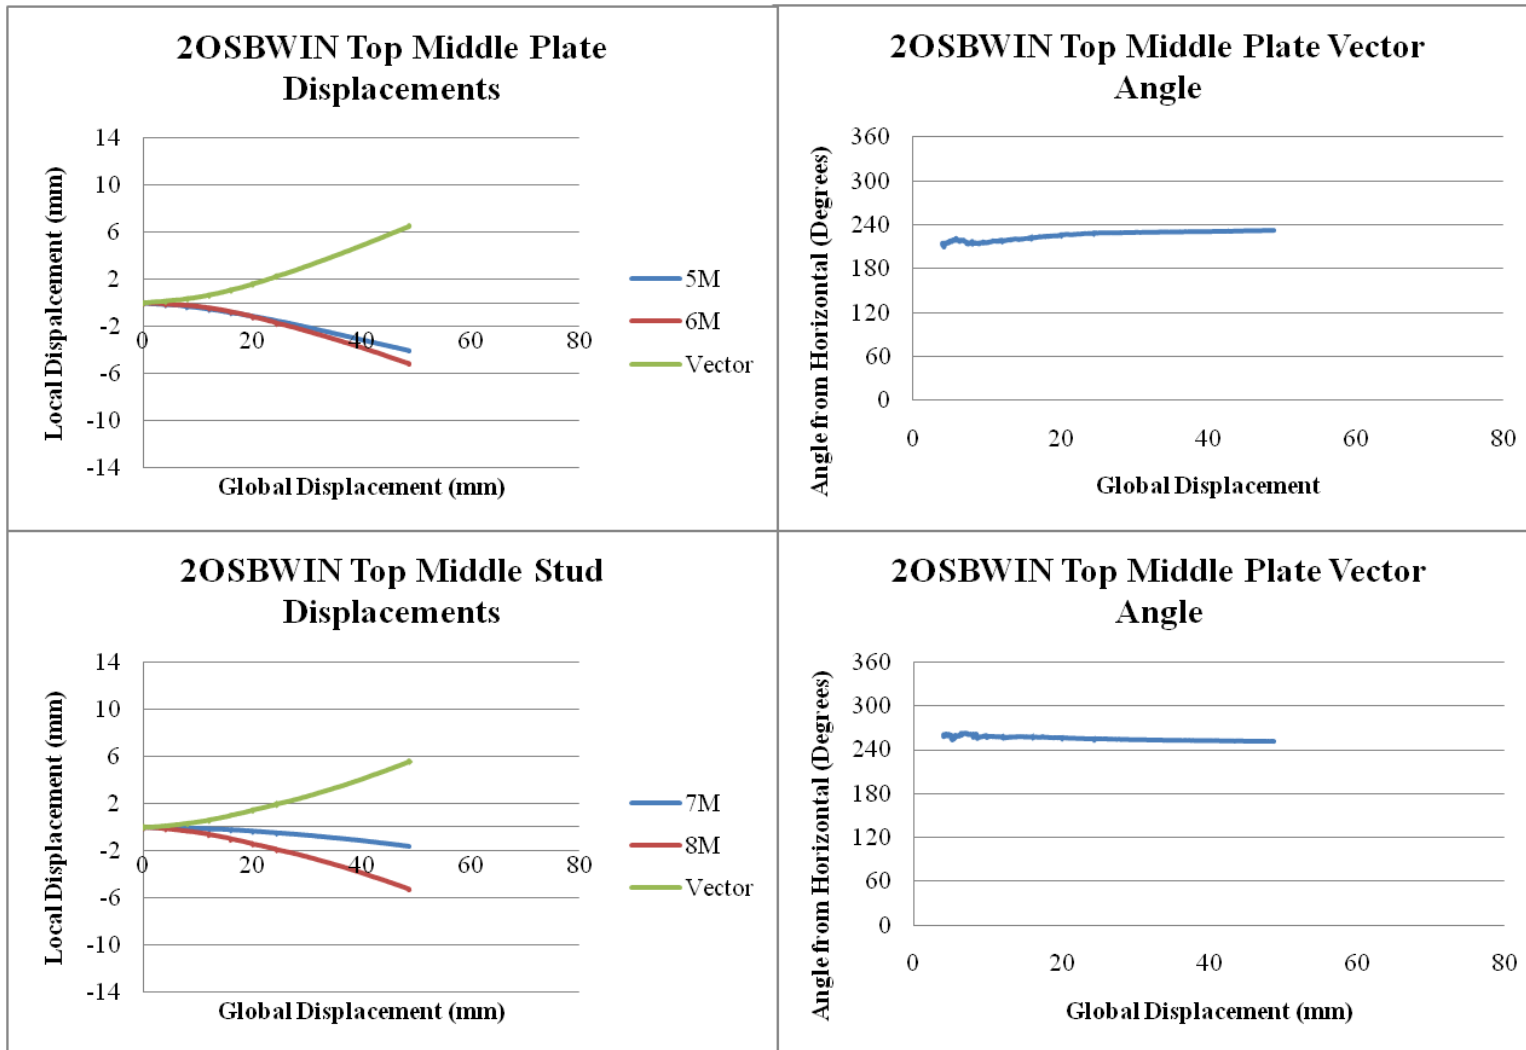 2OSBWIN Top Middle Plate
Displacements
Local Dispalcement (mm)
14
10
6
2
-2
-6
-10
-14
0
20
40
60
80
Global Displacement (mm)
5M
6M
Vector
2OSBWIN Top Middle Plate Vector
Angle
Angle from Horizontal (Degrees)
360
300
240
180
120
60
0
0
20
40
60
80
Global Displacement
2OSBWIN Top Middle Stud
Displacements
Local Displacement (mm)
14
10
6
2
-2
-6
-10
-14
0
20
40
60
80
Global Displacement (mm)
7M
8M
Vector
2OSBWIN Top Middle Plate Vector
Angle
Angle from Horizontal (Degrees)
360
300
240
180
120
60
0
0
20
40
60
80
Global Displacement (mm)